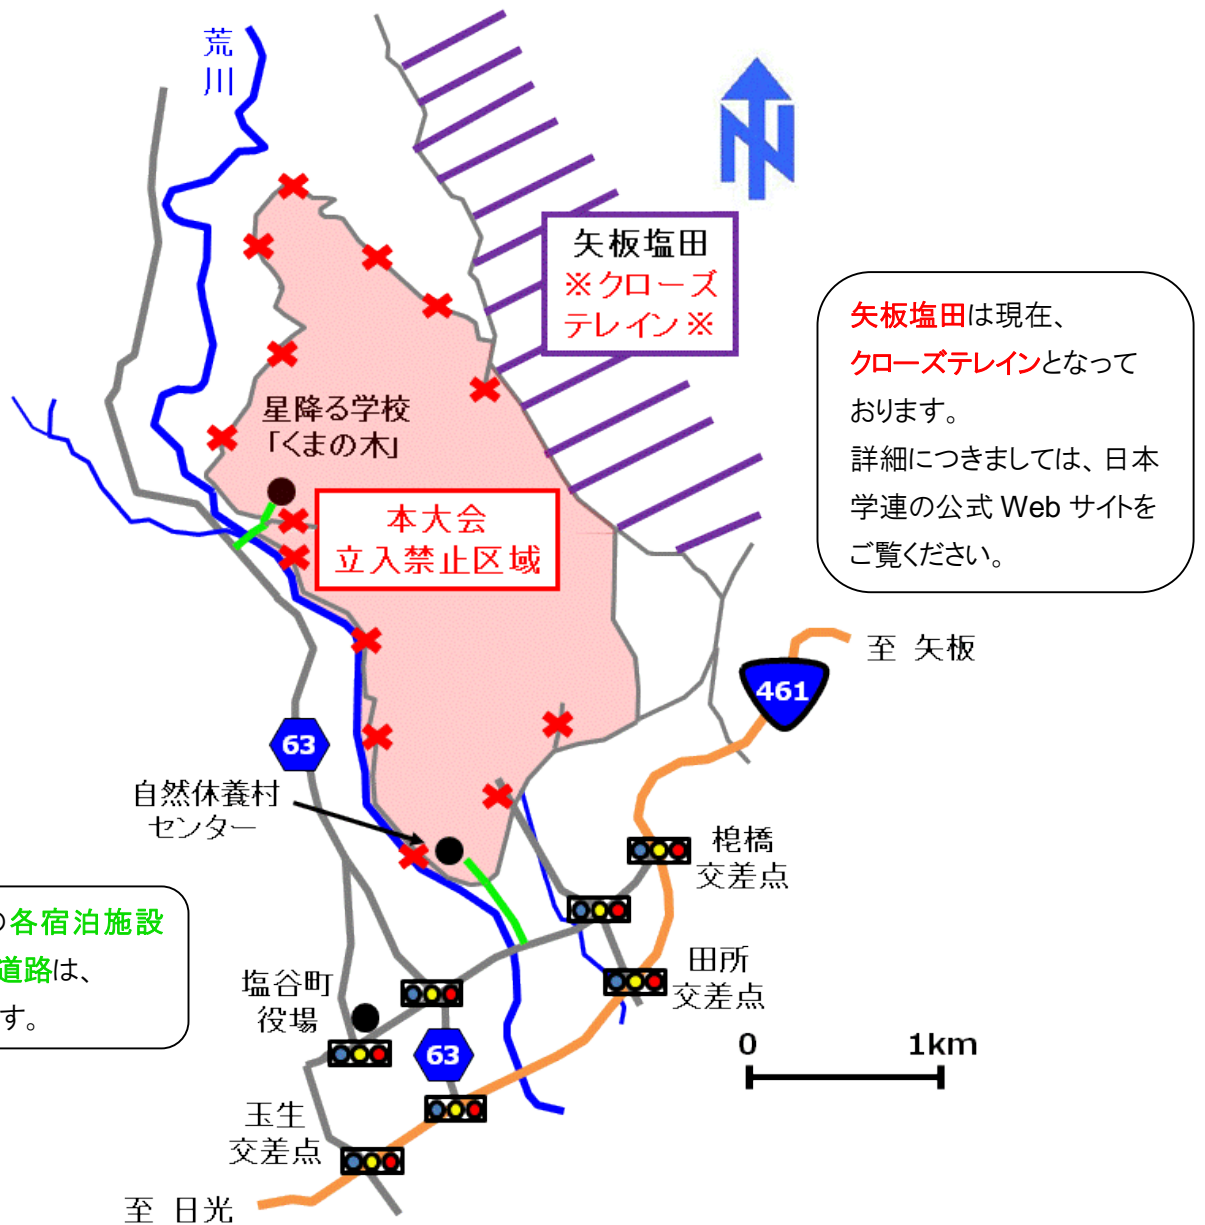 荒
川
矢板塩田
※クローズ
テレイン※
矢板塩田は現在、
クローズテレインとなって
おります。
詳細につきましては、日本
学連の公式 Web サイトを
ご覧ください。
星降る学校
「くまの木」
本大会
立入禁止区域
至 矢板
461
63
自然休養村
センター
橙橋
交差点
各宿泊施設
道路は、
す。
田所
交差点
塩谷町
役場
63
0 1km
玉生
交差点
至 日光